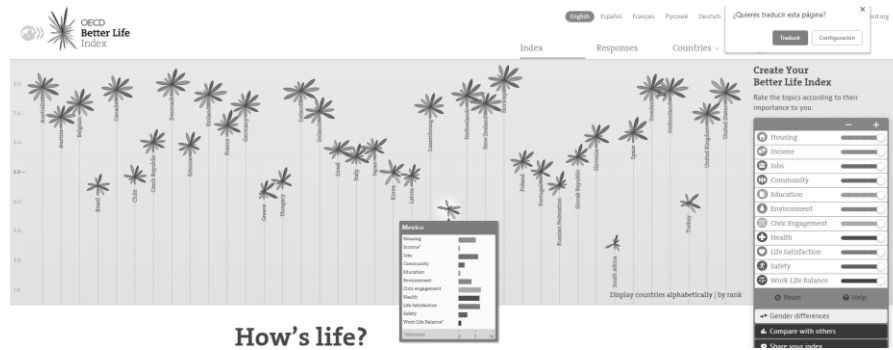 OECD
Better Life
Index
English Español Français Русский Deutsch
¿Quieres traducir esta página?
Traducir Configuración
Index Responses Countries
Create Your
Better Life Index
Rate the topics according to their
importance to you:
Housing
Income
Jobs
Community
Education
Environment
Civic Engagement
Health
Life Satisfaction
Safety
Work-Life Balance
Reset Help
Gender differences
Compare with others
Share your index
Australia
Austria
Belgium
Brazil
Canada
Chile
Czech Republic
Denmark
Estonia
Finland
France
Germany
Greece
Hungary
Iceland
Ireland
Israel
Italy
Japan
Korea
Latvia
Luxembourg
Mexico
Housing
Income*
Jobs
Community
Education
Environment
Civic engagement
Health
Life Satisfaction
Safety
Work-Life Balance*
0 5 10
Netherlands
New Zealand
Norway
Poland
Portugal
Russian Federation
Slovak Republic
Slovenia
South Africa
Spain
Sweden
Switzerland
Turkey
United Kingdom
United States
Display countries alphabetically | by rank
How's life?